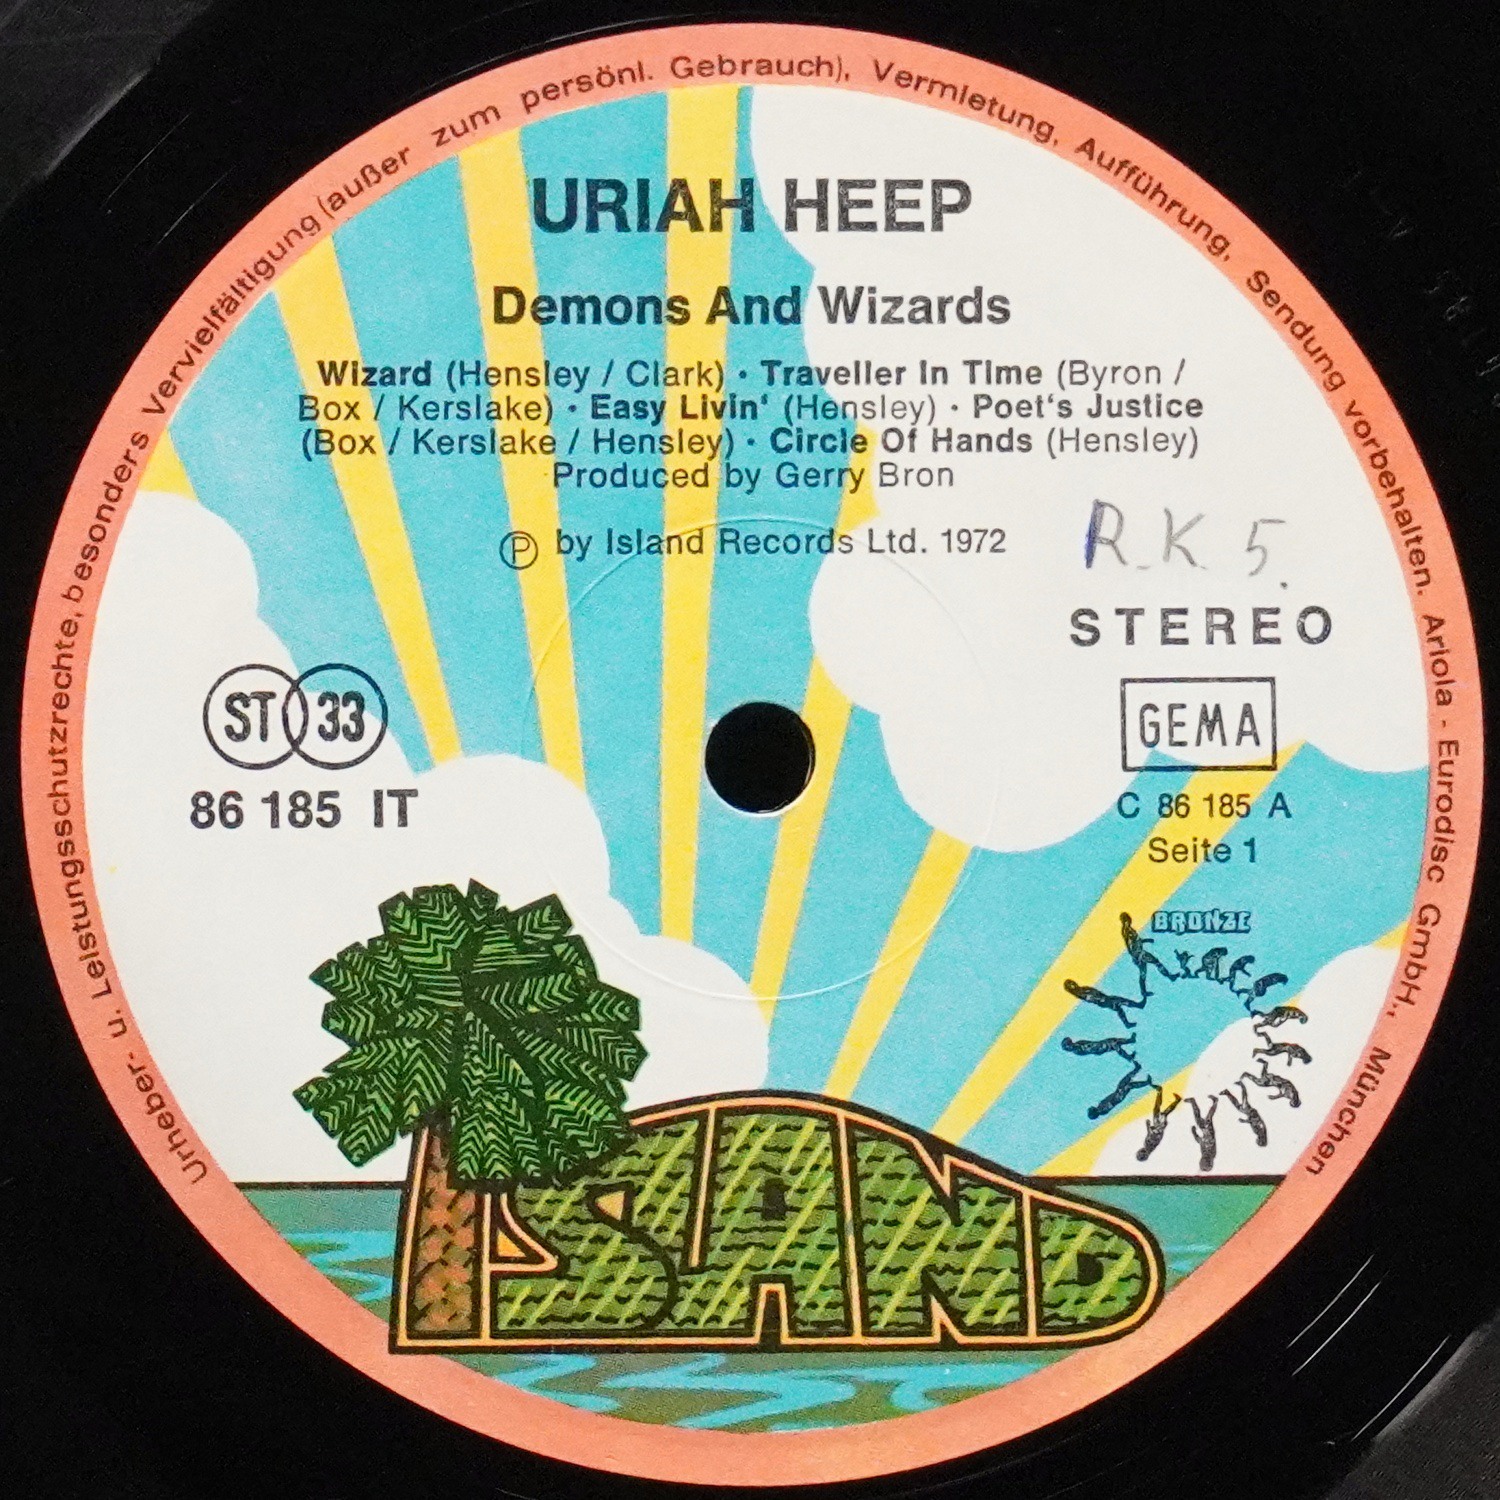 Urheber- u. Leistungsschutzrechte, besonders Vervielfältigung (außer zum persönl. Gebrauch), Vermietung, Aufführung, Sendung vorbehalten. Ariola - Eurodisc GmbH., München
URIAH HEEP
Demons And Wizards
Wizard (Hensley / Clark) · Traveller In Time (Byron /
Box / Kerslake) · Easy Livin‘ (Hensley) · Poet‘s Justice
(Box / Kerslake / Hensley) · Circle Of Hands (Hensley)
Produced by Gerry Bron
℗ by Island Records Ltd. 1972
R.K 5.
STEREO
ST 33
GEMA
86 185 IT
C 86 185 A
Seite 1
BRONZE
ISLAND